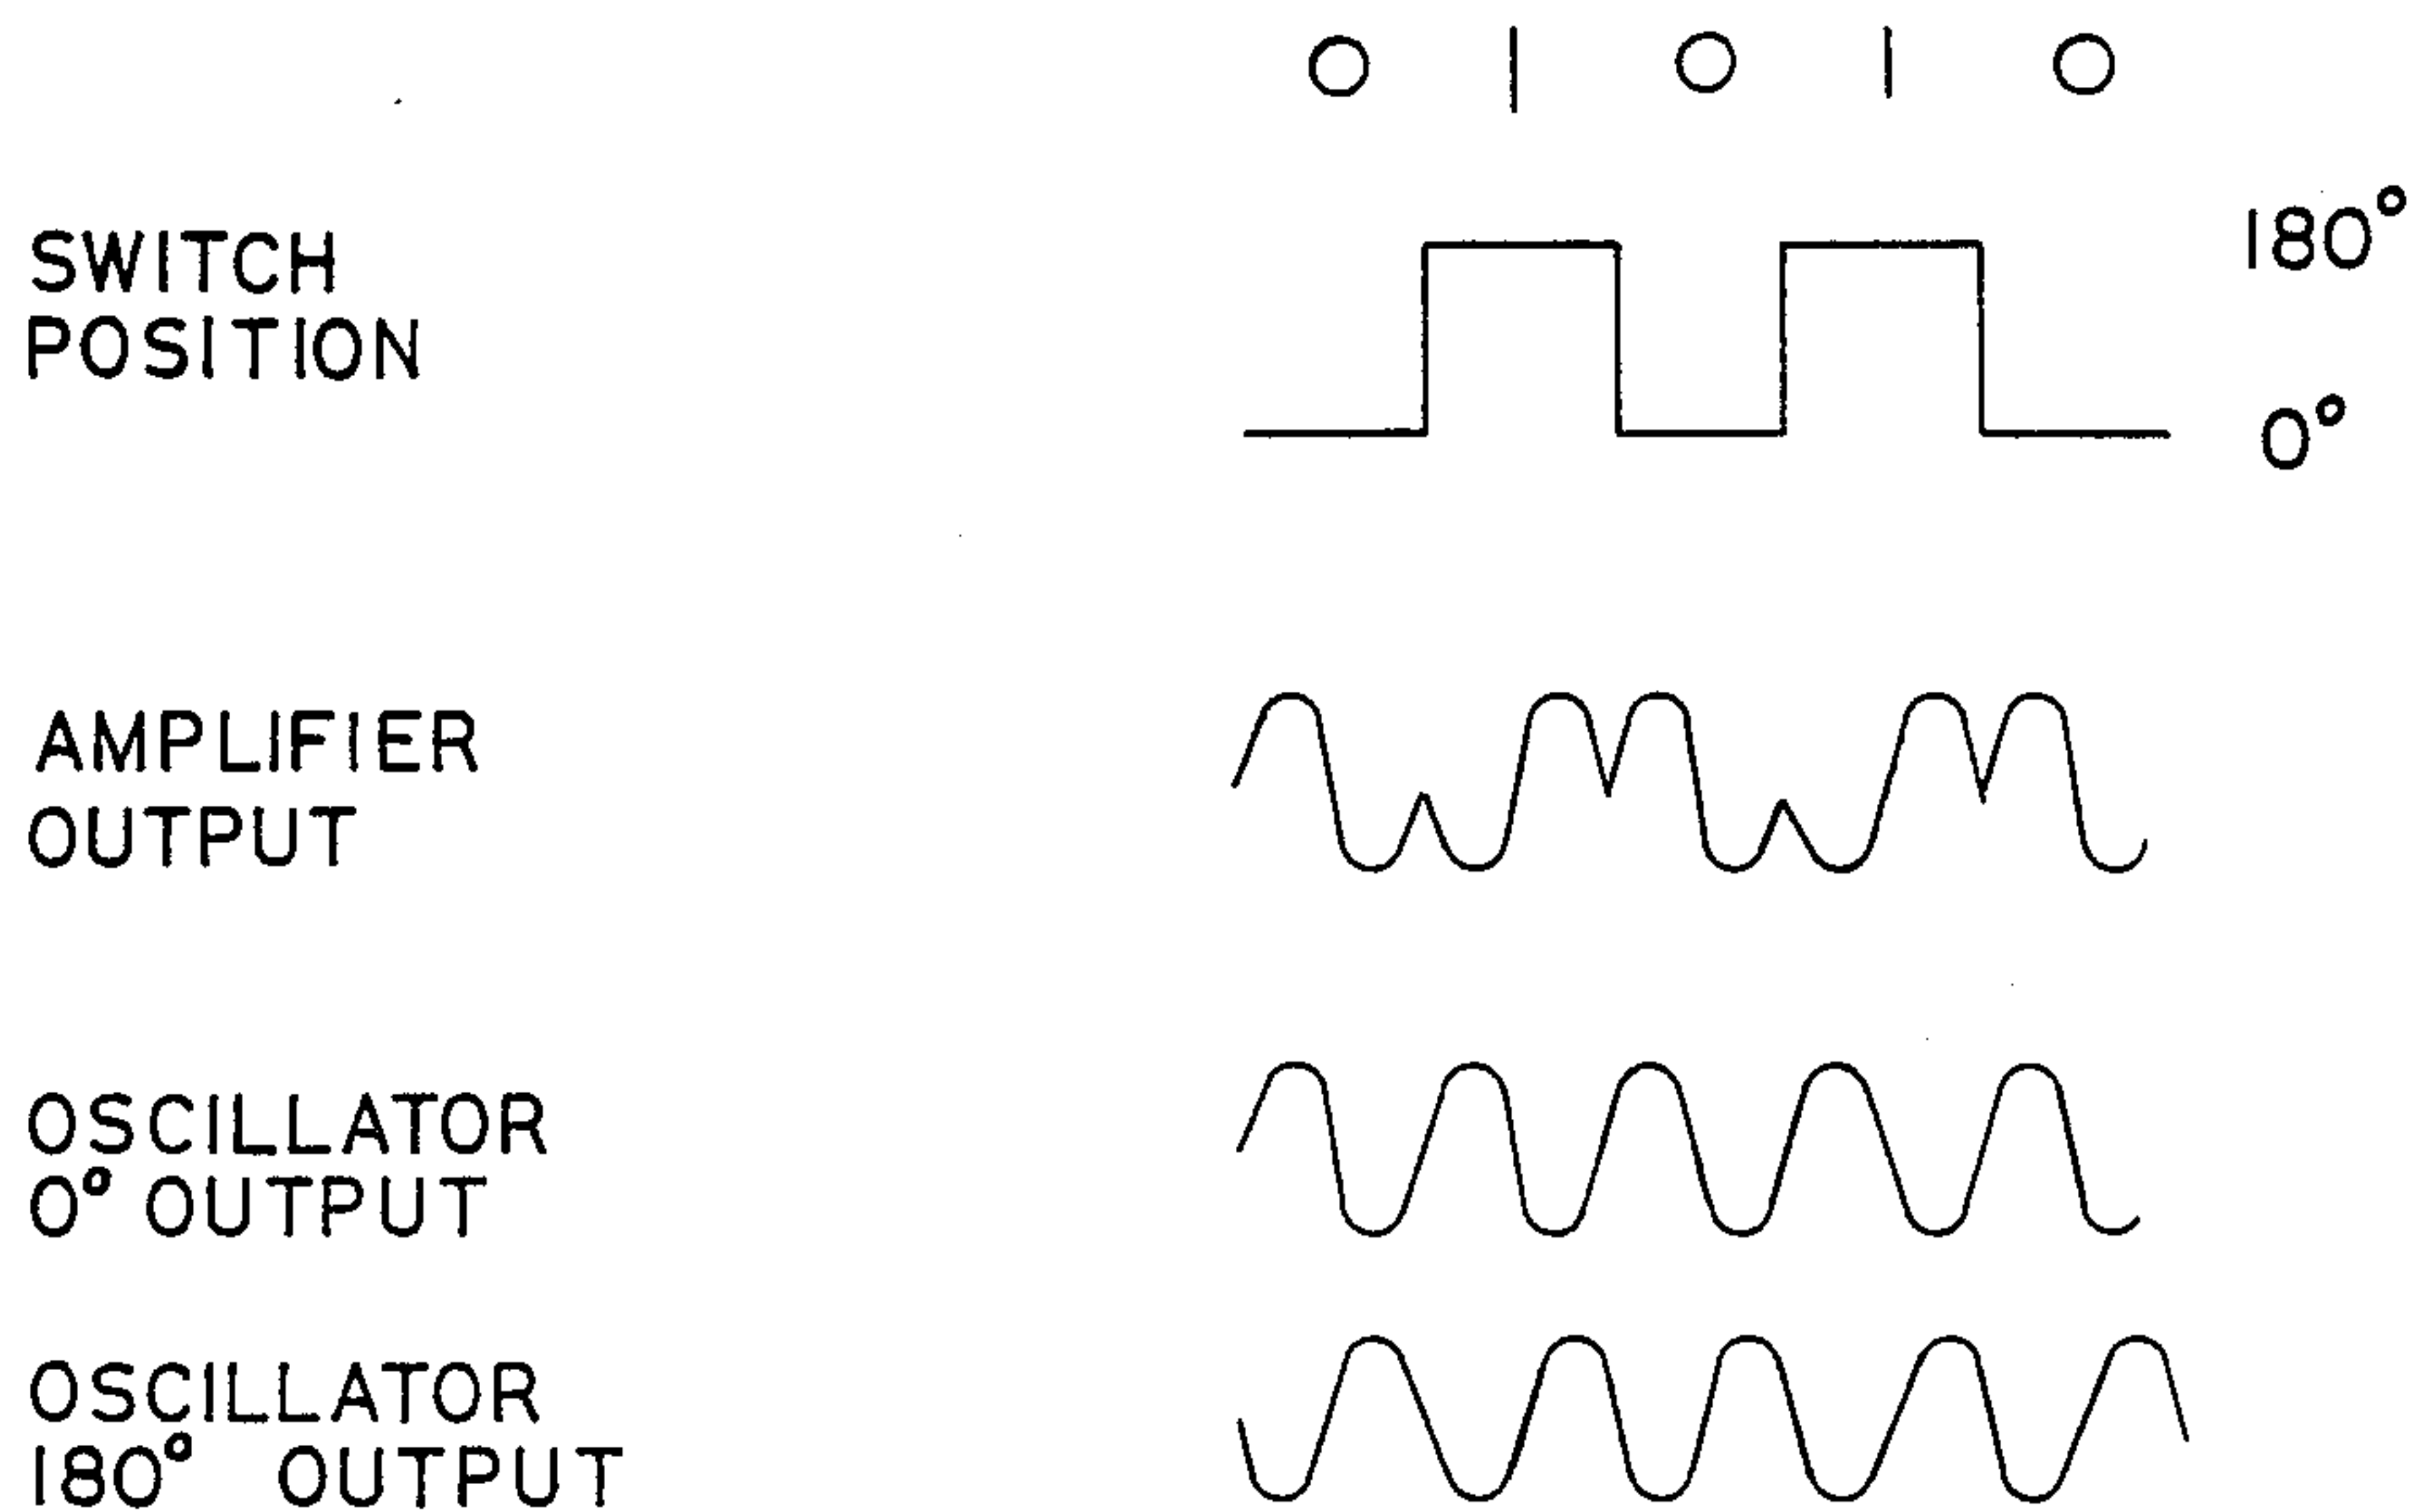 0 1 0 1 0
SWITCH
POSITION
180°
0°
AMPLIFIER
OUTPUT
OSCILLATOR
0° OUTPUT
OSCILLATOR
180° OUTPUT